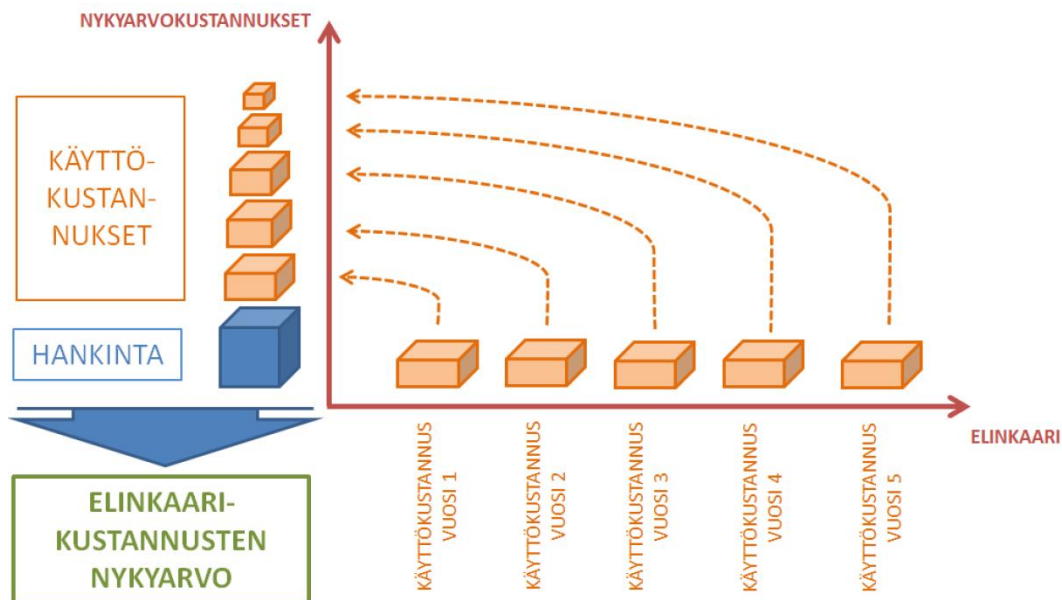 NYKYARVOKUSTANNUKSET
KÄYTTÖ-
KUSTAN-
NUKSET
HANKINTA
ELINKAARI
ELINKAARI-
KUSTANNUSTEN
NYKYARVO
KÄYTTÖKUSTANNUS
VUOSI 1
KÄYTTÖKUSTANNUS
VUOSI 2
KÄYTTÖKUSTANNUS
VUOSI 3
KÄYTTÖKUSTANNUS
VUOSI 4
KÄYTTÖKUSTANNUS
VUOSI 5